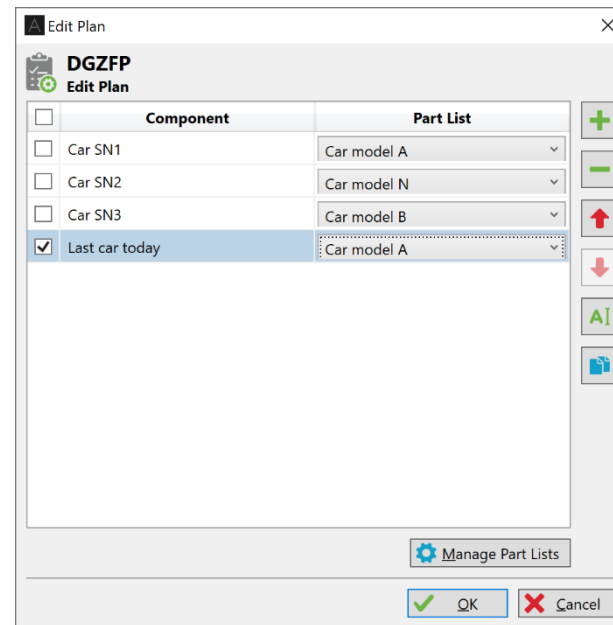 Edit Plan
DGZFP
Edit Plan
Component Part List
Car SN1 Car model A
Car SN2 Car model N
Car SN3 Car model B
Last car today Car model A
Manage Part Lists
OK Cancel